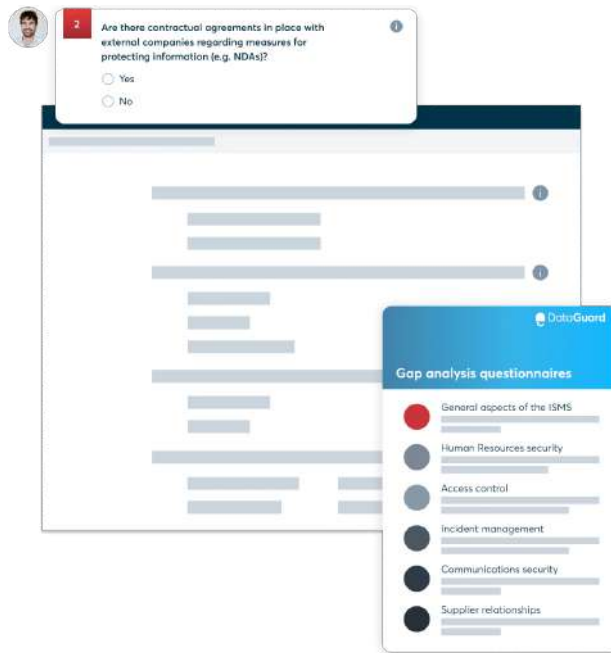 2
Are there contractual agreements in place with
external companies regarding measures for
protecting information (e.g. NDAs)?
Yes
No
DataGuard
Gap analysis questionnaires
General aspects of the ISMS
Human Resources security
Access control
Incident management
Communications security
Supplier relationships